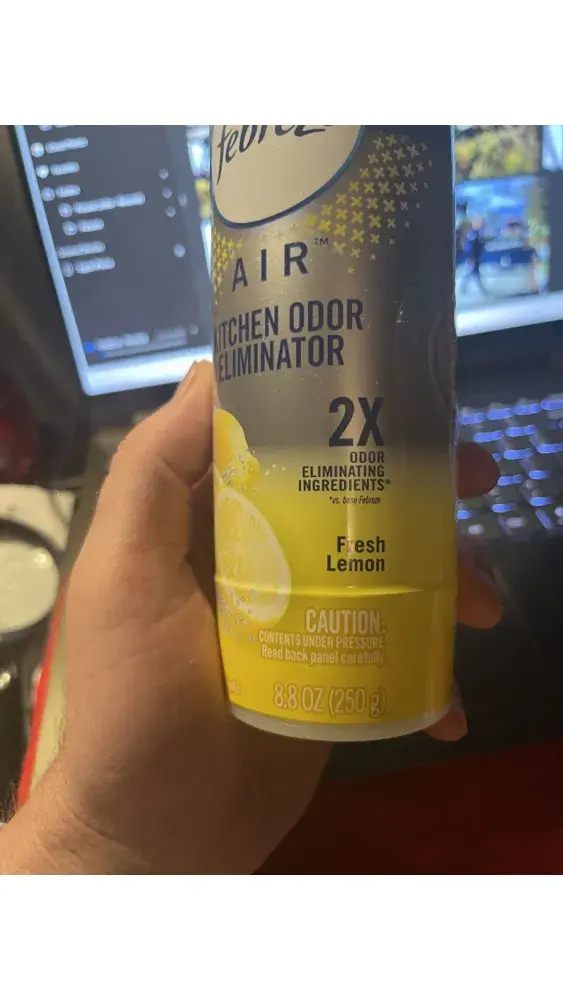 febreze
AIR™
KITCHEN ODOR
ELIMINATOR
2X
ODOR
ELIMINATING
INGREDIENTS*
*vs. base Febreze
Fresh
Lemon
CAUTION:
CONTENTS UNDER PRESSURE.
Read back panel carefully.
8.8 OZ (250 g)